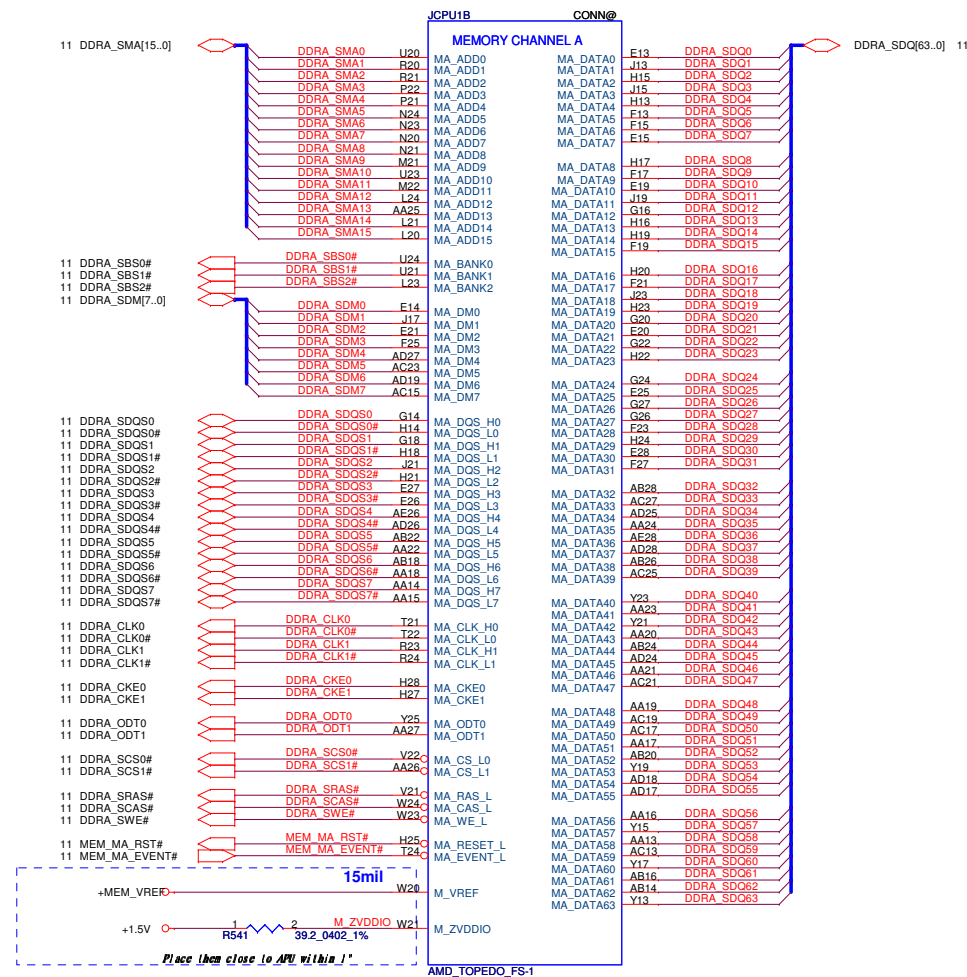 JCPU1B CONN@
MEMORY CHANNEL A
11 DDRA_SMA[15..0]
DDRA_SDQ[63..0] 11
DDRA_SMA0 U20 MA_ADD0
DDRA_SMA1 R20 MA_ADD1
DDRA_SMA2 R21 MA_ADD2
DDRA_SMA3 P22 MA_ADD3
DDRA_SMA4 P21 MA_ADD4
DDRA_SMA5 N24 MA_ADD5
DDRA_SMA6 N23 MA_ADD6
DDRA_SMA7 N20 MA_ADD7
DDRA_SMA8 N21 MA_ADD8
DDRA_SMA9 M21 MA_ADD9
DDRA_SMA10 U23 MA_ADD10
DDRA_SMA11 M22 MA_ADD11
DDRA_SMA12 L24 MA_ADD12
DDRA_SMA13 AA25 MA_ADD13
DDRA_SMA14 L21 MA_ADD14
DDRA_SMA15 L20 MA_ADD15
11 DDRA_SBS0# DDRA_SBS0# U24 MA_BANK0
11 DDRA_SBS1# DDRA_SBS1# U21 MA_BANK1
11 DDRA_SBS2# DDRA_SBS2# L23 MA_BANK2
11 DDRA_SDM[7..0]
DDRA_SDM0 E14 MA_DM0
DDRA_SDM1 J17 MA_DM1
DDRA_SDM2 E21 MA_DM2
DDRA_SDM3 F25 MA_DM3
DDRA_SDM4 AD27 MA_DM4
DDRA_SDM5 AC23 MA_DM5
DDRA_SDM6 AD19 MA_DM6
DDRA_SDM7 AC15 MA_DM7
11 DDRA_SDQS0 DDRA_SDQS0 G14 MA_DQS_H0
11 DDRA_SDQS0# DDRA_SDQS0# H14 MA_DQS_L0
11 DDRA_SDQS1 DDRA_SDQS1 G18 MA_DQS_H1
11 DDRA_SDQS1# DDRA_SDQS1# H18 MA_DQS_L1
11 DDRA_SDQS2 DDRA_SDQS2 J21 MA_DQS_H2
11 DDRA_SDQS2# DDRA_SDQS2# H21 MA_DQS_L2
11 DDRA_SDQS3 DDRA_SDQS3 E27 MA_DQS_H3
11 DDRA_SDQS3# DDRA_SDQS3# E26 MA_DQS_L3
11 DDRA_SDQS4 DDRA_SDQS4 AE26 MA_DQS_H4
11 DDRA_SDQS4# DDRA_SDQS4# AD26 MA_DQS_L4
11 DDRA_SDQS5 DDRA_SDQS5 AB22 MA_DQS_H5
11 DDRA_SDQS5# DDRA_SDQS5# AA22 MA_DQS_L5
11 DDRA_SDQS6 DDRA_SDQS6 AB18 MA_DQS_H6
11 DDRA_SDQS6# DDRA_SDQS6# AA18 MA_DQS_L6
11 DDRA_SDQS7 DDRA_SDQS7 AA14 MA_DQS_H7
11 DDRA_SDQS7# DDRA_SDQS7# AA15 MA_DQS_L7
11 DDRA_CLK0 DDRA_CLK0 T21 MA_CLK_H0
11 DDRA_CLK0# DDRA_CLK0# T22 MA_CLK_L0
11 DDRA_CLK1 DDRA_CLK1 R23 MA_CLK_H1
11 DDRA_CLK1# DDRA_CLK1# R24 MA_CLK_L1
11 DDRA_CKE0 DDRA_CKE0 H28 MA_CKE0
11 DDRA_CKE1 DDRA_CKE1 H27 MA_CKE1
11 DDRA_ODT0 DDRA_ODT0 Y25 MA_ODT0
11 DDRA_ODT1 DDRA_ODT1 AA27 MA_ODT1
11 DDRA_SCS0# DDRA_SCS0# V22 MA_CS_L0
11 DDRA_SCS1# DDRA_SCS1# AA26 MA_CS_L1
11 DDRA_SRAS# DDRA_SRAS# V21 MA_RAS_L
11 DDRA_SCAS# DDRA_SCAS# W24 MA_CAS_L
11 DDRA_SWE# DDRA_SWE# W23 MA_WE_L
11 MEM_MA_RST# MEM_MA_RST# H25 MA_RESET_L
11 MEM_MA_EVENT# MEM_MA_EVENT# T24 MA_EVENT_L
15mil
+MEM_VREF W20 M_VREF
+1.5V 1 2 M_ZVDDIO W21 M_ZVDDIO
R541 39.2_0402_1%
Place them close to APU within 1"
MA_DATA0 E13 DDRA_SDQ0
MA_DATA1 J13 DDRA_SDQ1
MA_DATA2 H15 DDRA_SDQ2
MA_DATA3 J15 DDRA_SDQ3
MA_DATA4 H13 DDRA_SDQ4
MA_DATA5 F13 DDRA_SDQ5
MA_DATA6 F15 DDRA_SDQ6
MA_DATA7 E15 DDRA_SDQ7
MA_DATA8 H17 DDRA_SDQ8
MA_DATA9 F17 DDRA_SDQ9
MA_DATA10 E19 DDRA_SDQ10
MA_DATA11 J19 DDRA_SDQ11
MA_DATA12 G16 DDRA_SDQ12
MA_DATA13 H16 DDRA_SDQ13
MA_DATA14 H19 DDRA_SDQ14
MA_DATA15 F19 DDRA_SDQ15
MA_DATA16 H20 DDRA_SDQ16
MA_DATA17 F21 DDRA_SDQ17
MA_DATA18 J23 DDRA_SDQ18
MA_DATA19 H23 DDRA_SDQ19
MA_DATA20 G20 DDRA_SDQ20
MA_DATA21 E20 DDRA_SDQ21
MA_DATA22 G22 DDRA_SDQ22
MA_DATA23 H22 DDRA_SDQ23
MA_DATA24 G24 DDRA_SDQ24
MA_DATA25 E25 DDRA_SDQ25
MA_DATA26 G27 DDRA_SDQ26
MA_DATA27 G26 DDRA_SDQ27
MA_DATA28 F23 DDRA_SDQ28
MA_DATA29 H24 DDRA_SDQ29
MA_DATA30 E28 DDRA_SDQ30
MA_DATA31 F27 DDRA_SDQ31
MA_DATA32 AB28 DDRA_SDQ32
MA_DATA33 AC27 DDRA_SDQ33
MA_DATA34 AD25 DDRA_SDQ34
MA_DATA35 AA24 DDRA_SDQ35
MA_DATA36 AE28 DDRA_SDQ36
MA_DATA37 AD28 DDRA_SDQ37
MA_DATA38 AB26 DDRA_SDQ38
MA_DATA39 AC25 DDRA_SDQ39
MA_DATA40 Y23 DDRA_SDQ40
MA_DATA41 AA23 DDRA_SDQ41
MA_DATA42 Y21 DDRA_SDQ42
MA_DATA43 AA20 DDRA_SDQ43
MA_DATA44 AB24 DDRA_SDQ44
MA_DATA45 AD24 DDRA_SDQ45
MA_DATA46 AA21 DDRA_SDQ46
MA_DATA47 AC21 DDRA_SDQ47
MA_DATA48 AA19 DDRA_SDQ48
MA_DATA49 AC19 DDRA_SDQ49
MA_DATA50 AC17 DDRA_SDQ50
MA_DATA51 AA17 DDRA_SDQ51
MA_DATA52 AB20 DDRA_SDQ52
MA_DATA53 Y19 DDRA_SDQ53
MA_DATA54 AD18 DDRA_SDQ54
MA_DATA55 AD17 DDRA_SDQ55
MA_DATA56 AA16 DDRA_SDQ56
MA_DATA57 Y15 DDRA_SDQ57
MA_DATA58 AA13 DDRA_SDQ58
MA_DATA59 AC13 DDRA_SDQ59
MA_DATA60 Y17 DDRA_SDQ60
MA_DATA61 AB16 DDRA_SDQ61
MA_DATA62 AB14 DDRA_SDQ62
MA_DATA63 Y13 DDRA_SDQ63
AMD_TOPEDO_FS-1